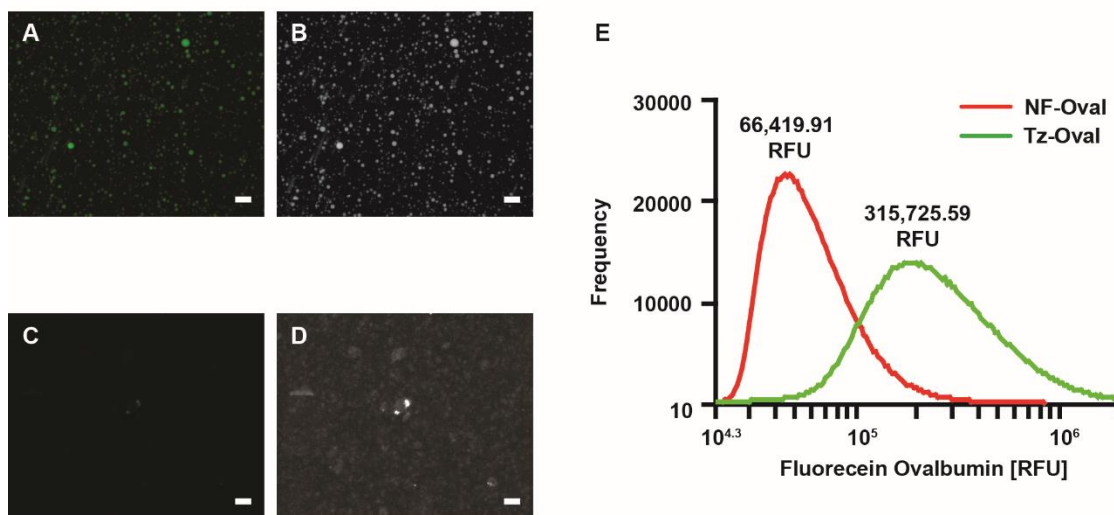 A
B
C
D
E
30000
20000
10000
10
Frequency
66,419.91
RFU
315,725.59
RFU
NF-Oval
Tz-Oval
10^4.3
10^5
10^6
Fluorecein Ovalbumin [RFU]